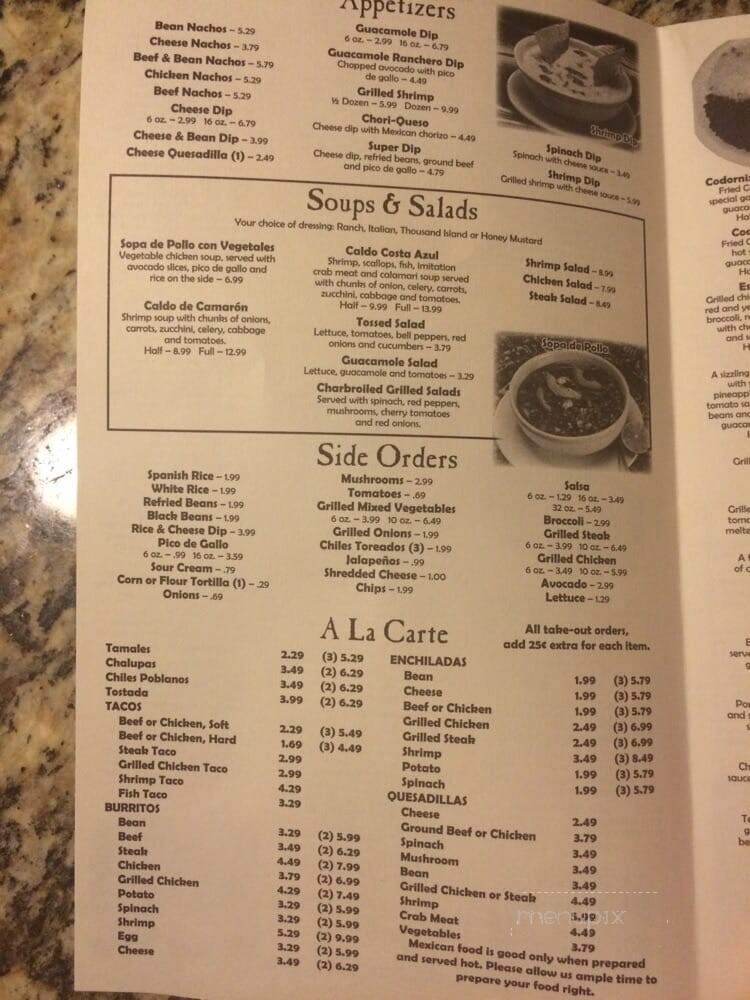 Appetizers
Bean Nachos – 5.29
Cheese Nachos – 3.79
Beef & Bean Nachos – 5.79
Chicken Nachos – 5.29
Beef Nachos – 5.29
Cheese Dip
6 oz. – 2.99 16 oz. – 6.79
Cheese & Bean Dip – 3.99
Cheese Quesadilla (1) – 2.49
Guacamole Dip
6 oz. – 2.99 16 oz. – 6.79
Guacamole Ranchero Dip
Chopped avocado with pico
de gallo – 4.49
Grilled Shrimp
½ Dozen – 5.99 Dozen – 9.99
Chori-Queso
Cheese dip with Mexican chorizo – 4.49
Super Dip
Cheese dip, refried beans, ground beef
and pico de gallo – 4.79
Shrimp Dip
Spinach Dip
Spinach with cheese sauce – 3.49
Shrimp Dip
Grilled shrimp with cheese sauce – 5.99
Soups & Salads
Your choice of dressing: Ranch, Italian, Thousand Island or Honey Mustard
Sopa de Pollo con Vegetales
Vegetable chicken soup, served with
avocado slices, pico de gallo and
rice on the side – 6.99
Caldo de Camarón
Shrimp soup with chunks of onions,
carrots, zucchini, celery, cabbage
and tomatoes.
Half – 8.99 Full – 12.99
Caldo Costa Azul
Shrimp, scallops, fish, imitation
crab meat and calamari soup served
with chunks of onion, celery, carrots,
zucchini, cabbage and tomatoes.
Half – 9.99 Full – 13.99
Tossed Salad
Lettuce, tomatoes, bell peppers, red
onions and cucumbers – 3.79
Guacamole Salad
Lettuce, guacamole and tomatoes – 3.29
Charbroiled Grilled Salads
Served with spinach, red peppers,
mushrooms, cherry tomatoes
and red onions.
Shrimp Salad – 8.99
Chicken Salad – 7.99
Steak Salad – 8.49
Sopa de Pollo
Side Orders
Spanish Rice – 1.99
White Rice – 1.99
Refried Beans – 1.99
Black Beans – 1.99
Rice & Cheese Dip – 3.99
Pico de Gallo
6 oz. – .99 16 oz. – 3.59
Sour Cream – .79
Corn or Flour Tortilla (1) – .29
Onions – .69
Mushrooms – 2.99
Tomatoes – .69
Grilled Mixed Vegetables
6 oz. – 3.99 10 oz. – 6.49
Grilled Onions – 1.99
Chiles Toreados (3) – 1.99
Jalapeños – .99
Shredded Cheese – 1.00
Chips – 1.99
Salsa
6 oz. – 1.29 16 oz. – 3.49
32 oz. – 5.49
Broccoli – 2.99
Grilled Steak
6 oz. – 3.99 10 oz. – 6.49
Grilled Chicken
6 oz. – 3.49 10 oz. – 5.99
Avocado – 2.99
Lettuce – 1.29
A La Carte
All take-out orders,
add 25¢ extra for each item.
Tamales 2.29 (3) 5.29
Chalupas 3.49 (2) 6.29
Chiles Poblanos 3.49 (2) 6.29
Tostada 3.99 (2) 6.29
TACOS
Beef or Chicken, Soft 2.29 (3) 5.49
Beef or Chicken, Hard 1.69 (3) 4.49
Steak Taco 2.99
Grilled Chicken Taco 2.99
Shrimp Taco 4.29
Fish Taco 3.29
BURRITOS
Bean 3.29 (2) 5.99
Beef 3.49 (2) 6.29
Steak 4.49 (2) 7.99
Chicken 3.79 (2) 6.99
Grilled Chicken 4.29 (2) 7.49
Potato 3.29 (2) 5.99
Spinach 3.29 (2) 5.99
Shrimp 5.29 (2) 9.99
Egg 3.29 (2) 5.99
Cheese 3.49 (2) 6.29
ENCHILADAS
Bean 1.99 (3) 5.79
Cheese 1.99 (3) 5.79
Beef or Chicken 1.99 (3) 5.79
Grilled Chicken 2.49 (3) 6.99
Grilled Steak 2.49 (3) 6.99
Shrimp 3.49 (3) 8.49
Potato 1.99 (3) 5.79
Spinach 1.99 (3) 5.79
QUESADILLAS
Cheese 2.49
Ground Beef or Chicken 3.79
Spinach 3.49
Mushroom 3.49
Bean 3.49
Grilled Chicken or Steak 4.49
Shrimp 5.99
Crab Meat 4.49
Vegetables 3.79
Mexican food is good only when prepared
and served hot. Please allow us ample time to
prepare your food right.